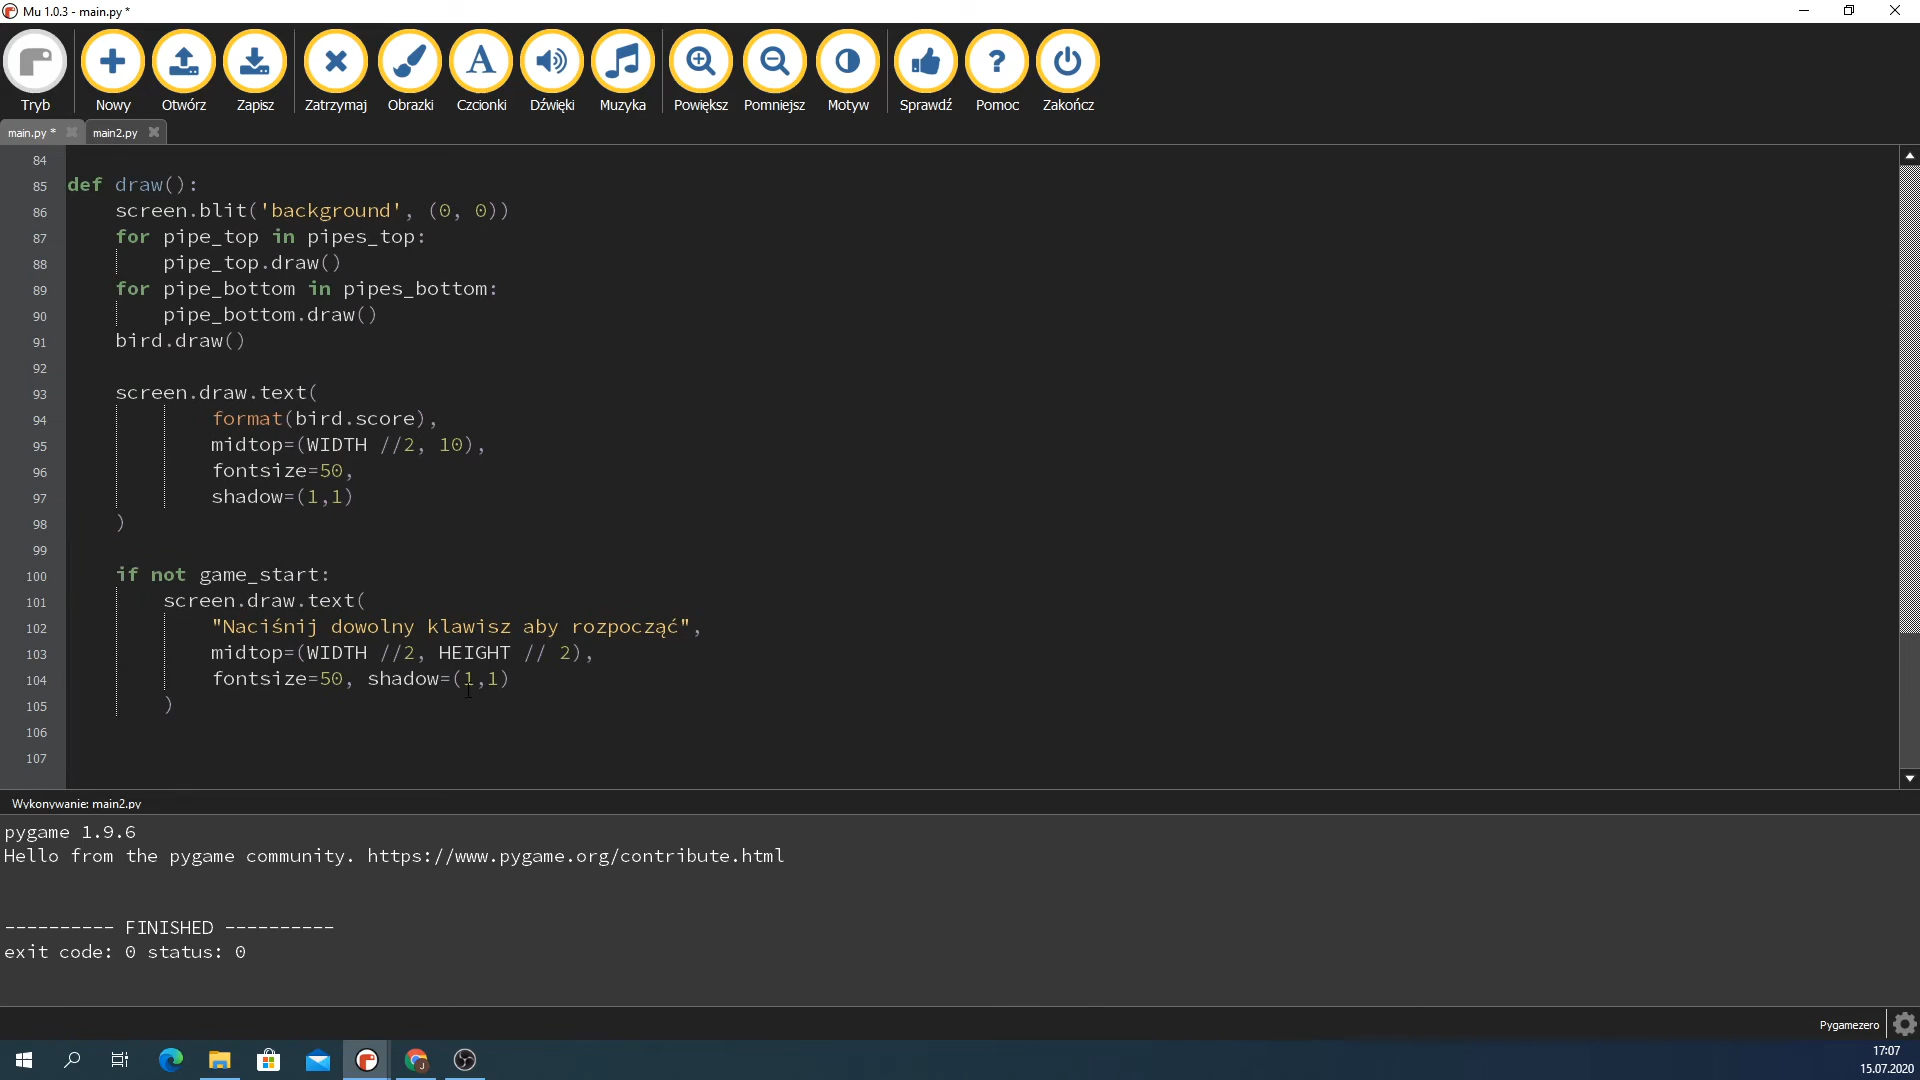 Mu 1.0.3 - main.py *
Tryb Nowy Otwórz Zapisz Zatrzymaj Obrazki Czcionki Dźwięki Muzyka Powiększ Pomniejsz Motyw Sprawdź Pomoc Zakończ
main.py * main2.py
84
85 def draw():
86     screen.blit('background', (0, 0))
87     for pipe_top in pipes_top:
88         pipe_top.draw()
89     for pipe_bottom in pipes_bottom:
90         pipe_bottom.draw()
91     bird.draw()
92
93     screen.draw.text(
94             format(bird.score),
95             midtop=(WIDTH //2, 10),
96             fontsize=50,
97             shadow=(1,1)
98     )
99
100     if not game_start:
101         screen.draw.text(
102             "Naciśnij dowolny klawisz aby rozpocząć",
103             midtop=(WIDTH //2, HEIGHT // 2),
104             fontsize=50, shadow=(1,1)
105         )
106
107
Wykonywanie: main2.py
pygame 1.9.6
Hello from the pygame community. https://www.pygame.org/contribute.html
---------- FINISHED ----------
exit code: 0 status: 0
Pygamezero
17:07
15.07.2020